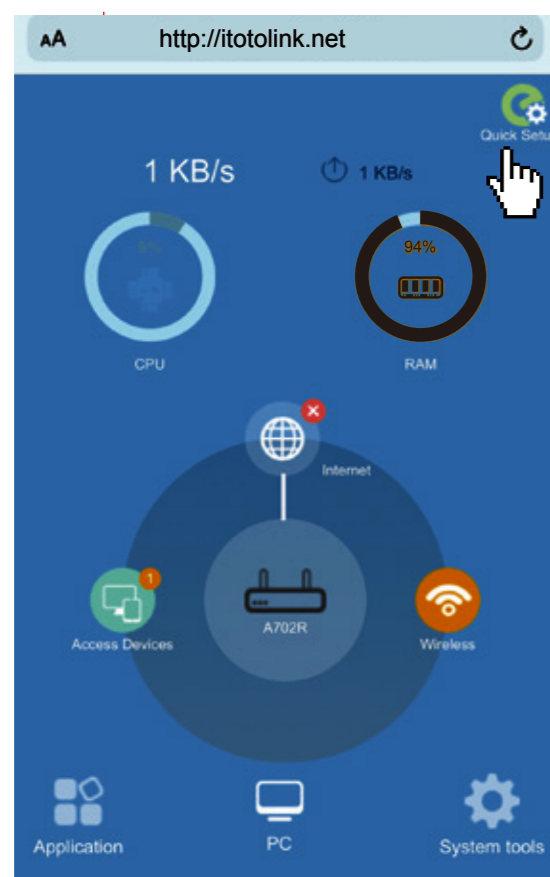 AA http://itotolink.net
Quick Setu
1 KB/s 1 KB/s
94%
CPU RAM
Internet
1
A702R
Access Devices Wireless
Application PC System tools